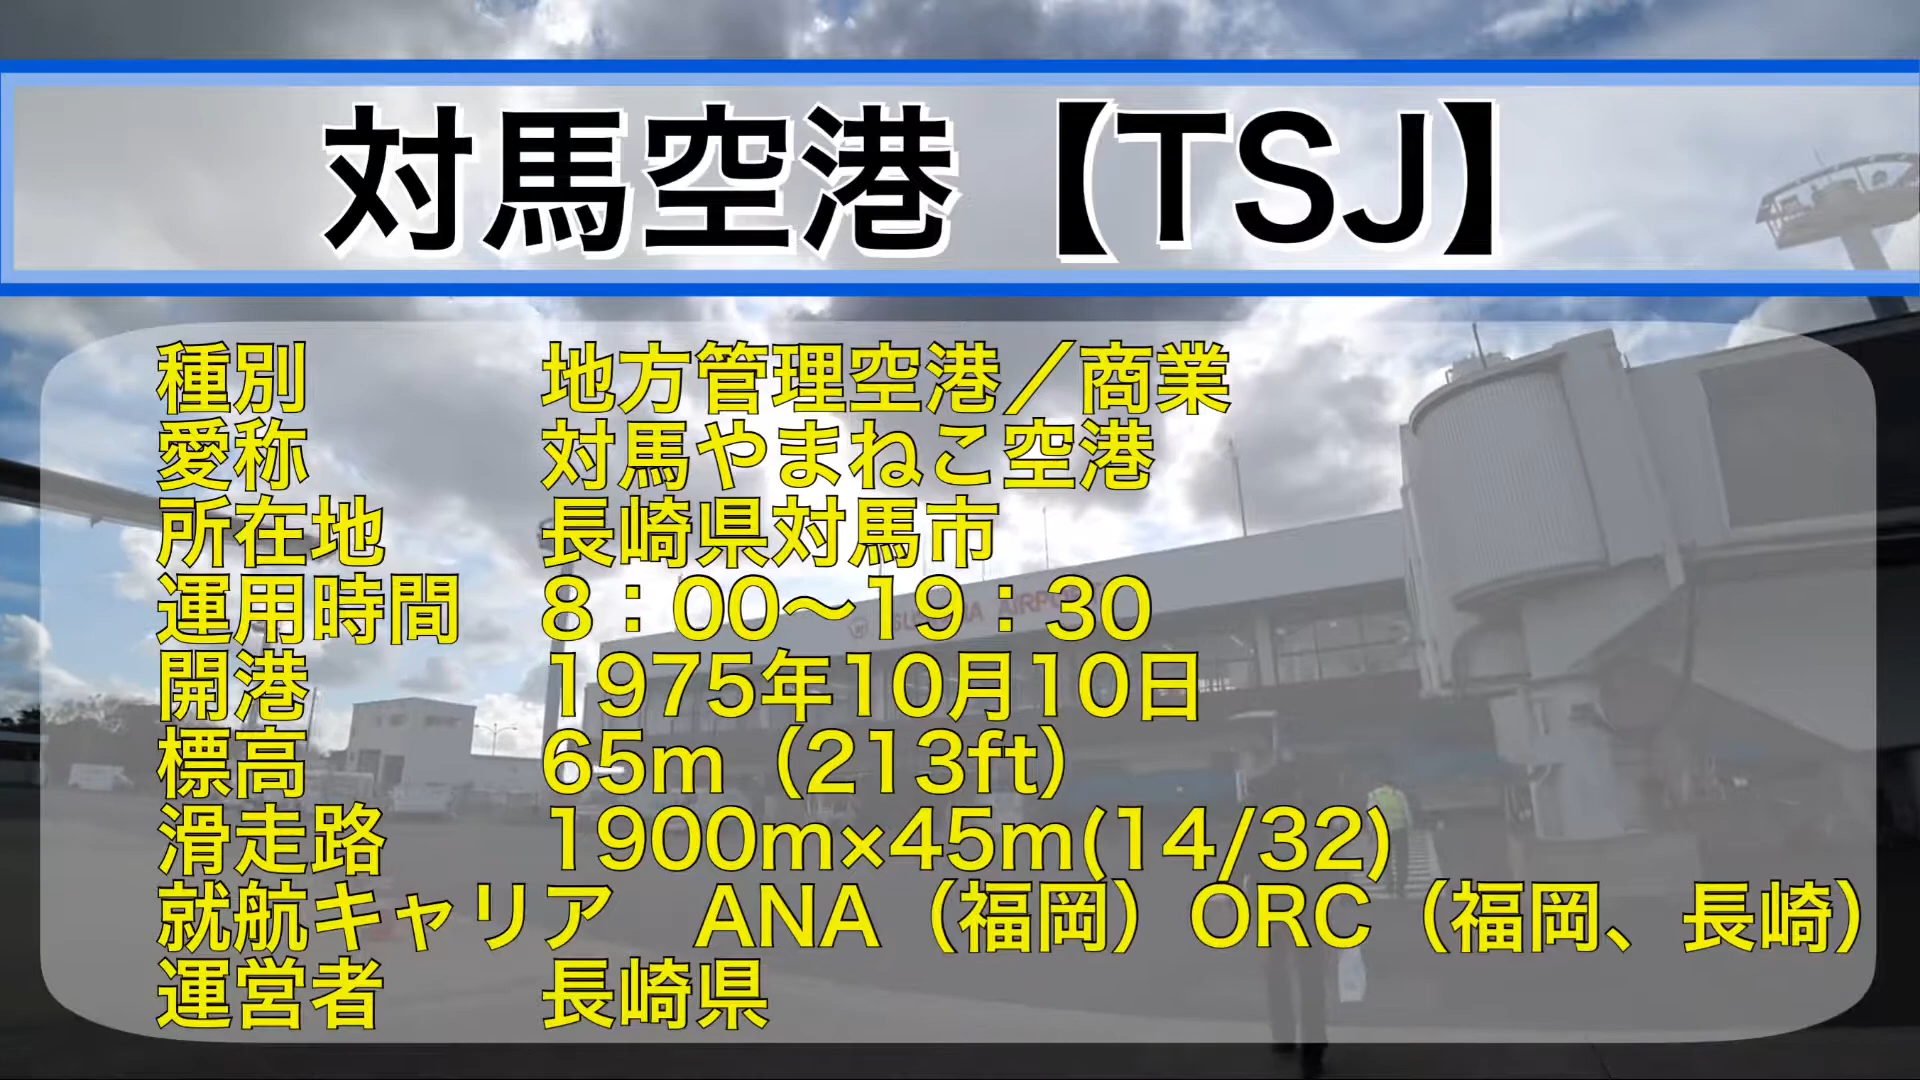 対馬空港【TSJ】
種別 地方管理空港／商業
愛称 対馬やまねこ空港
所在地 長崎県対馬市
運用時間 8：00～19：30
開港 1975年10月10日
標高 65m（213ft）
滑走路 1900m×45m(14/32)
就航キャリア ANA（福岡）ORC（福岡、長崎）
運営者 長崎県